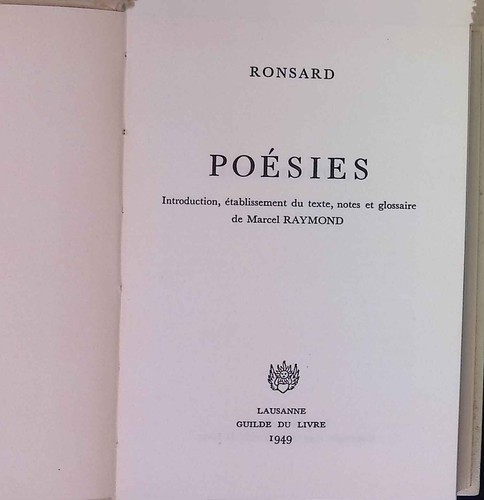 RONSARD
POÉSIES
Introduction, établissement du texte, notes et glossaire
de Marcel RAYMOND
LAUSANNE
GUILDE DU LIVRE
1949